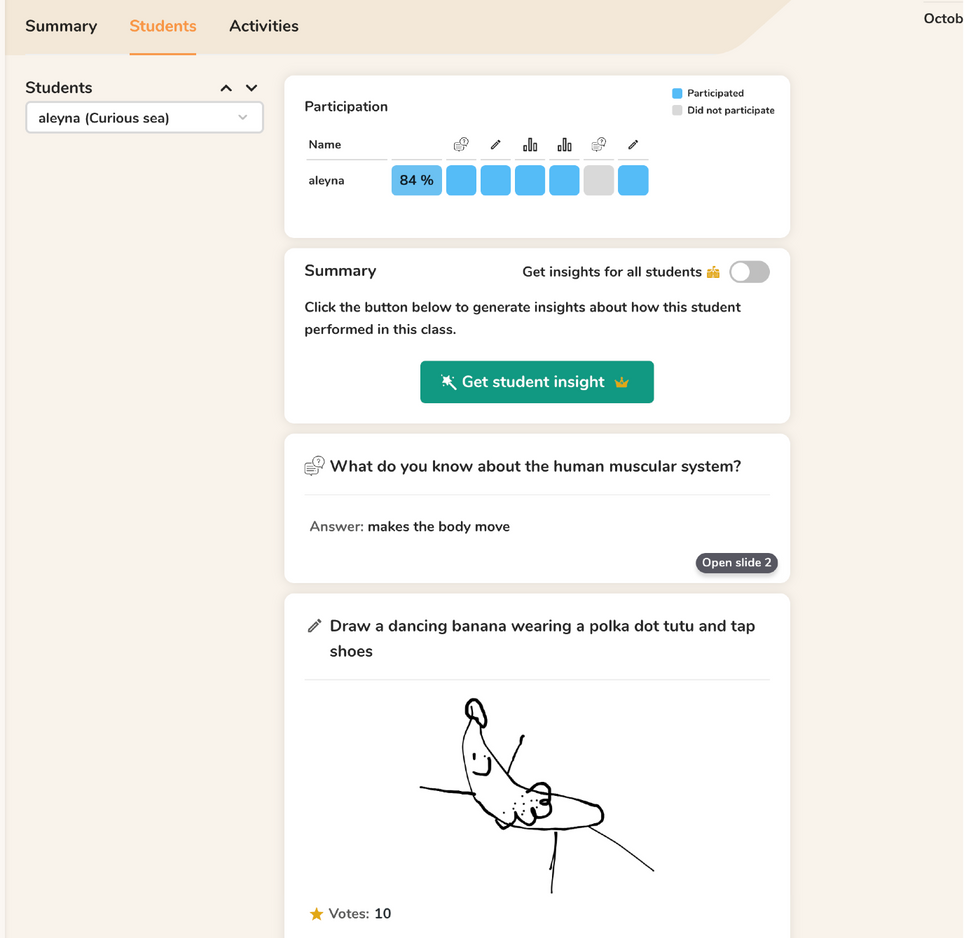 Summary
Students
Activities
Octob
Students
aleyna (Curious sea)
Participation
Participated
Did not participate
Name
aleyna
84 %
Summary
Get insights for all students
Click the button below to generate insights about how this student
performed in this class.
Get student insight
What do you know about the human muscular system?
Answer: makes the body move
Open slide 2
Draw a dancing banana wearing a polka dot tutu and tap
shoes
Votes: 10